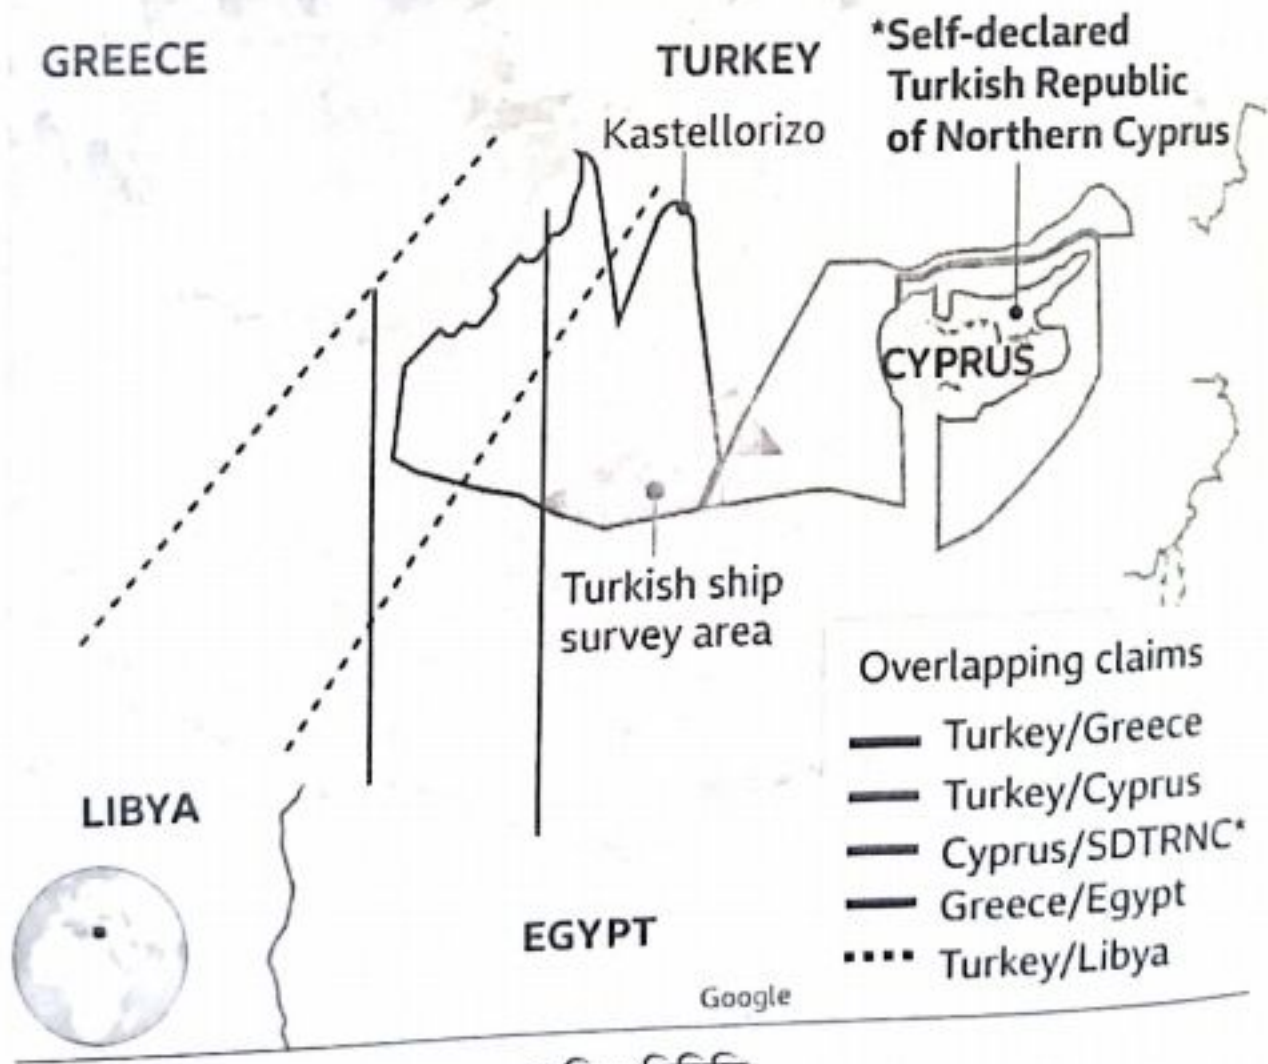 GREECE
TURKEY
*Self-declared
Turkish Republic
of Northern Cyprus
Kastellorizo
CYPRUS
Turkish ship
survey area
Overlapping claims
Turkey/Greece
Turkey/Cyprus
Cyprus/SDTRNC*
Greece/Egypt
Turkey/Libya
LIBYA
EGYPT
Google